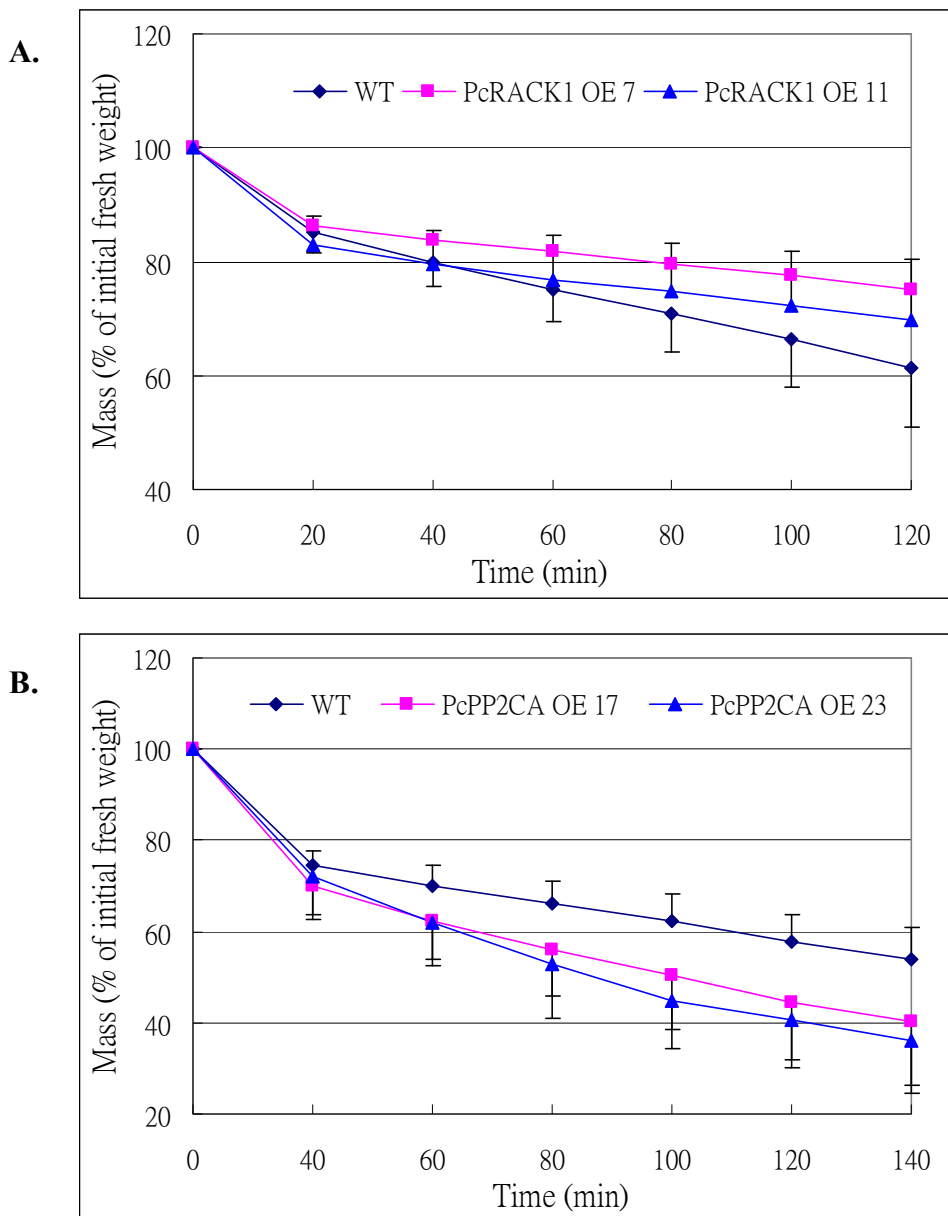 A.
120
100
80
60
40
Mass (% of initial fresh weight)
WT PcRACK1 OE 7 PcRACK1 OE 11
0 20 40 60 80 100 120
Time (min)
B.
120
100
80
60
40
20
Mass (% of initial fresh weight)
WT PcPP2CA OE 17 PcPP2CA OE 23
0 40 60 80 100 120 140
Time (min)